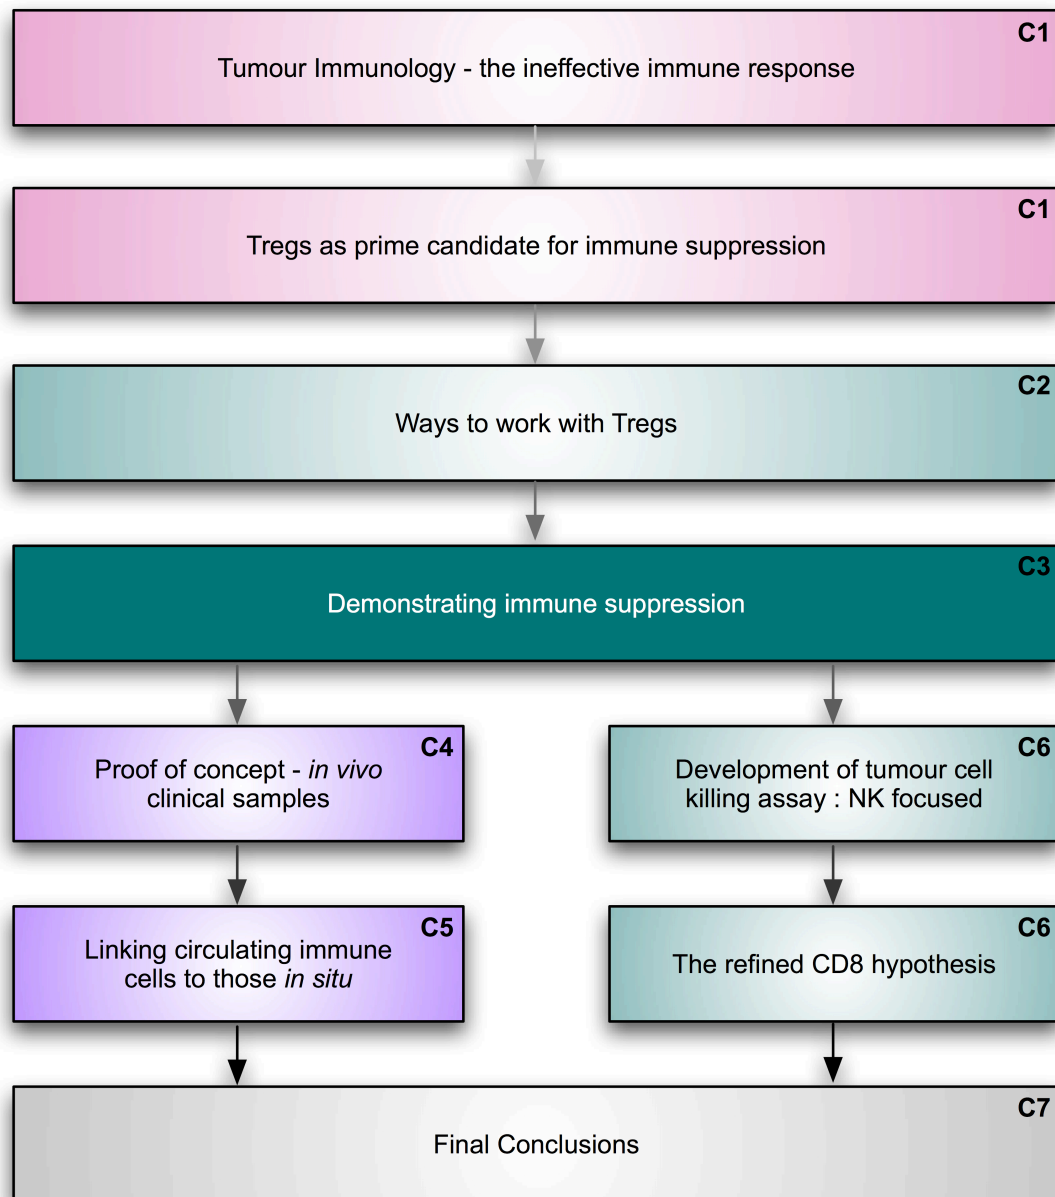 C1
Tumour Immunology - the ineffective immune response
C1
Tregs as prime candidate for immune suppression
C2
Ways to work with Tregs
C3
Demonstrating immune suppression
C4
Proof of concept - in vivo
clinical samples
C6
Development of tumour cell
killing assay : NK focused
C5
Linking circulating immune
cells to those in situ
C6
The refined CD8 hypothesis
C7
Final Conclusions